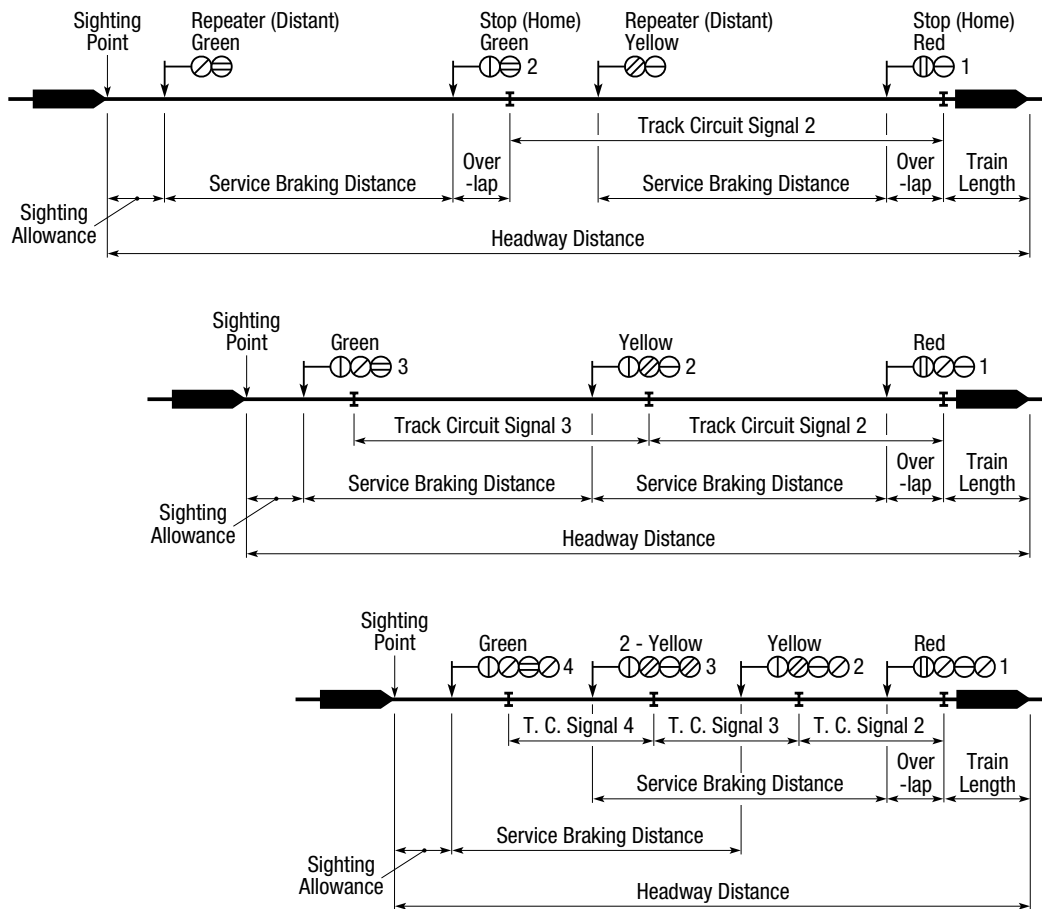 Sighting
Point
Repeater (Distant)
Green
Stop (Home)
Green
2
Repeater (Distant)
Yellow
Stop (Home)
Red
1
Track Circuit Signal 2
Sighting
Allowance
Service Braking Distance
Over
-lap
Service Braking Distance
Over
-lap
Train
Length
Headway Distance
Sighting
Point
Green
3
Yellow
2
Red
1
Track Circuit Signal 3
Track Circuit Signal 2
Sighting
Allowance
Service Braking Distance
Service Braking Distance
Over
-lap
Train
Length
Headway Distance
Sighting
Point
Green
4
2 - Yellow
3
Yellow
2
Red
1
T. C. Signal 4
T. C. Signal 3
T. C. Signal 2
Service Braking Distance
Over
-lap
Train
Length
Sighting
Allowance
Service Braking Distance
Headway Distance